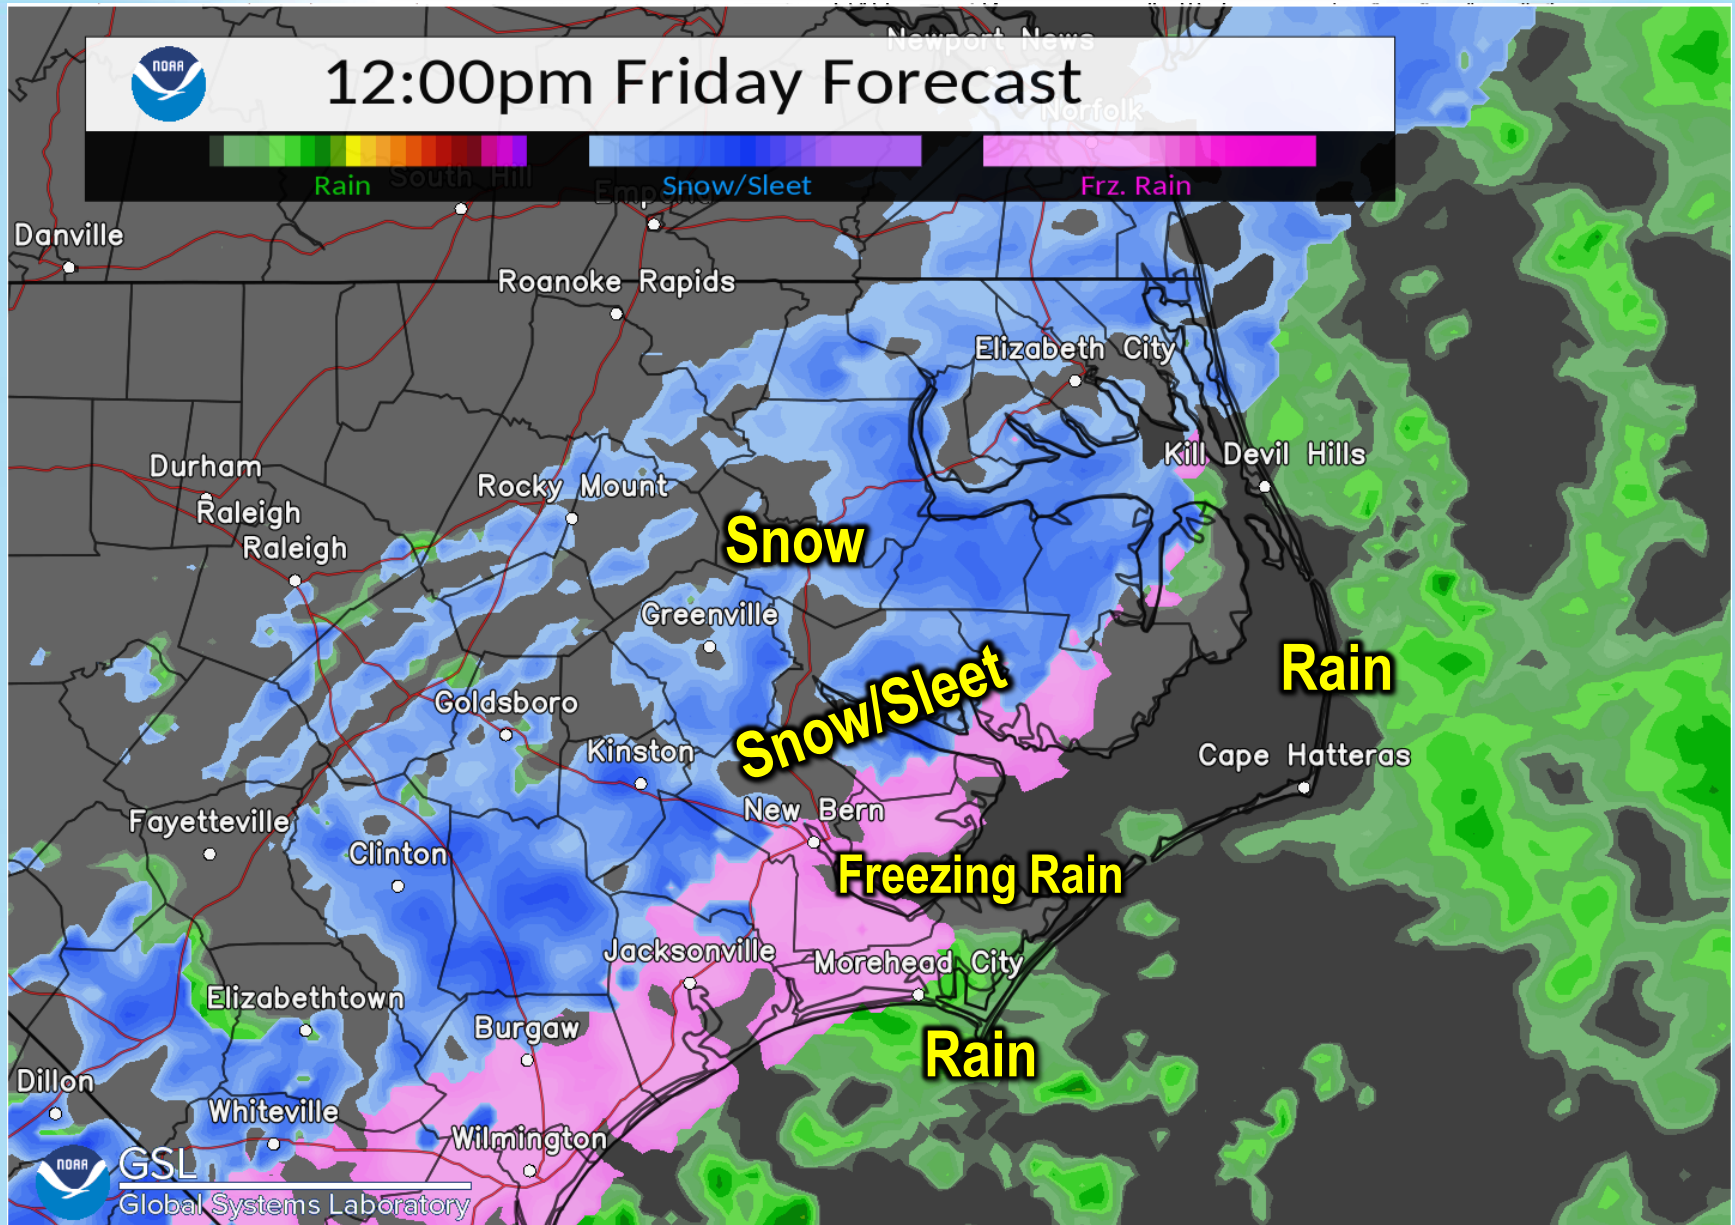 Newport News
NOAA
12:00pm Friday Forecast
Norfolk
Rain
South Hill
Snow/Sleet
Emporia
Frz. Rain
Danville
Roanoke Rapids
Elizabeth City
Kill Devil Hills
Durham
Rocky Mount
Raleigh
Snow
Raleigh
Greenville
Snow/Sleet
Rain
Goldsboro
Kinston
Cape Hatteras
New Bern
Fayetteville
Clinton
Freezing Rain
Jacksonville
Morehead City
Elizabethtown
Burgaw
Rain
Dillon
Whiteville
Wilmington
NOAA
GSL
Global Systems Laboratory